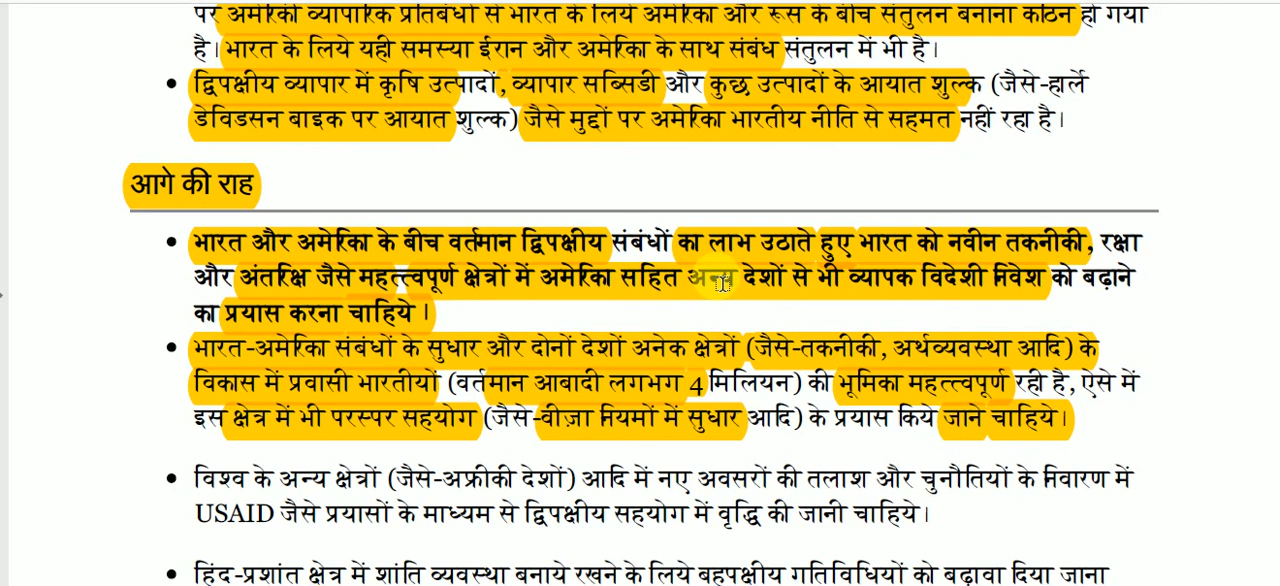 पर अमेरिकी व्यापारिक प्रतिबंधों से भारत के लिये अमेरिका और रूस के बीच संतुलन बनाना कठिन हो गया
है। भारत के लिये यही समस्या ईरान और अमेरिका के साथ संबंध संतुलन में भी है।
• द्विपक्षीय व्यापार में कृषि उत्पादों, व्यापार सब्सिडी और कुछ उत्पादों के आयात शुल्क (जैसे-हार्ले
डेविडसन बाइक पर आयात शुल्क) जैसे मुद्दों पर अमेरिका भारतीय नीति से सहमत नहीं रहा है।
आगे की राह
• भारत और अमेरिका के बीच वर्तमान द्विपक्षीय संबंधों का लाभ उठाते हुए भारत को नवीन तकनीकी, रक्षा
और अंतरिक्ष जैसे महत्त्वपूर्ण क्षेत्रों में अमेरिका सहित अन्य देशों से भी व्यापक विदेशी निवेश को बढ़ाने
का प्रयास करना चाहिये ।
• भारत-अमेरिका संबंधों के सुधार और दोनों देशों अनेक क्षेत्रों (जैसे-तकनीकी, अर्थव्यवस्था आदि) के
विकास में प्रवासी भारतीयों (वर्तमान आबादी लगभग 4 मिलियन) की भूमिका महत्त्वपूर्ण रही है, ऐसे में
इस क्षेत्र में भी परस्पर सहयोग (जैसे-वीज़ा नियमों में सुधार आदि) के प्रयास किये जाने चाहिये।
• विश्व के अन्य क्षेत्रों (जैसे-अफ्रीकी देशों) आदि में नए अवसरों की तलाश और चुनौतियों के निवारण में
USAID जैसे प्रयासों के माध्यम से द्विपक्षीय सहयोग में वृद्धि की जानी चाहिये।
• हिंद-प्रशांत क्षेत्र में शांति व्यवस्था बनाये रखने के लिये बहुपक्षीय गतिविधियों को बढ़ावा दिया जाना